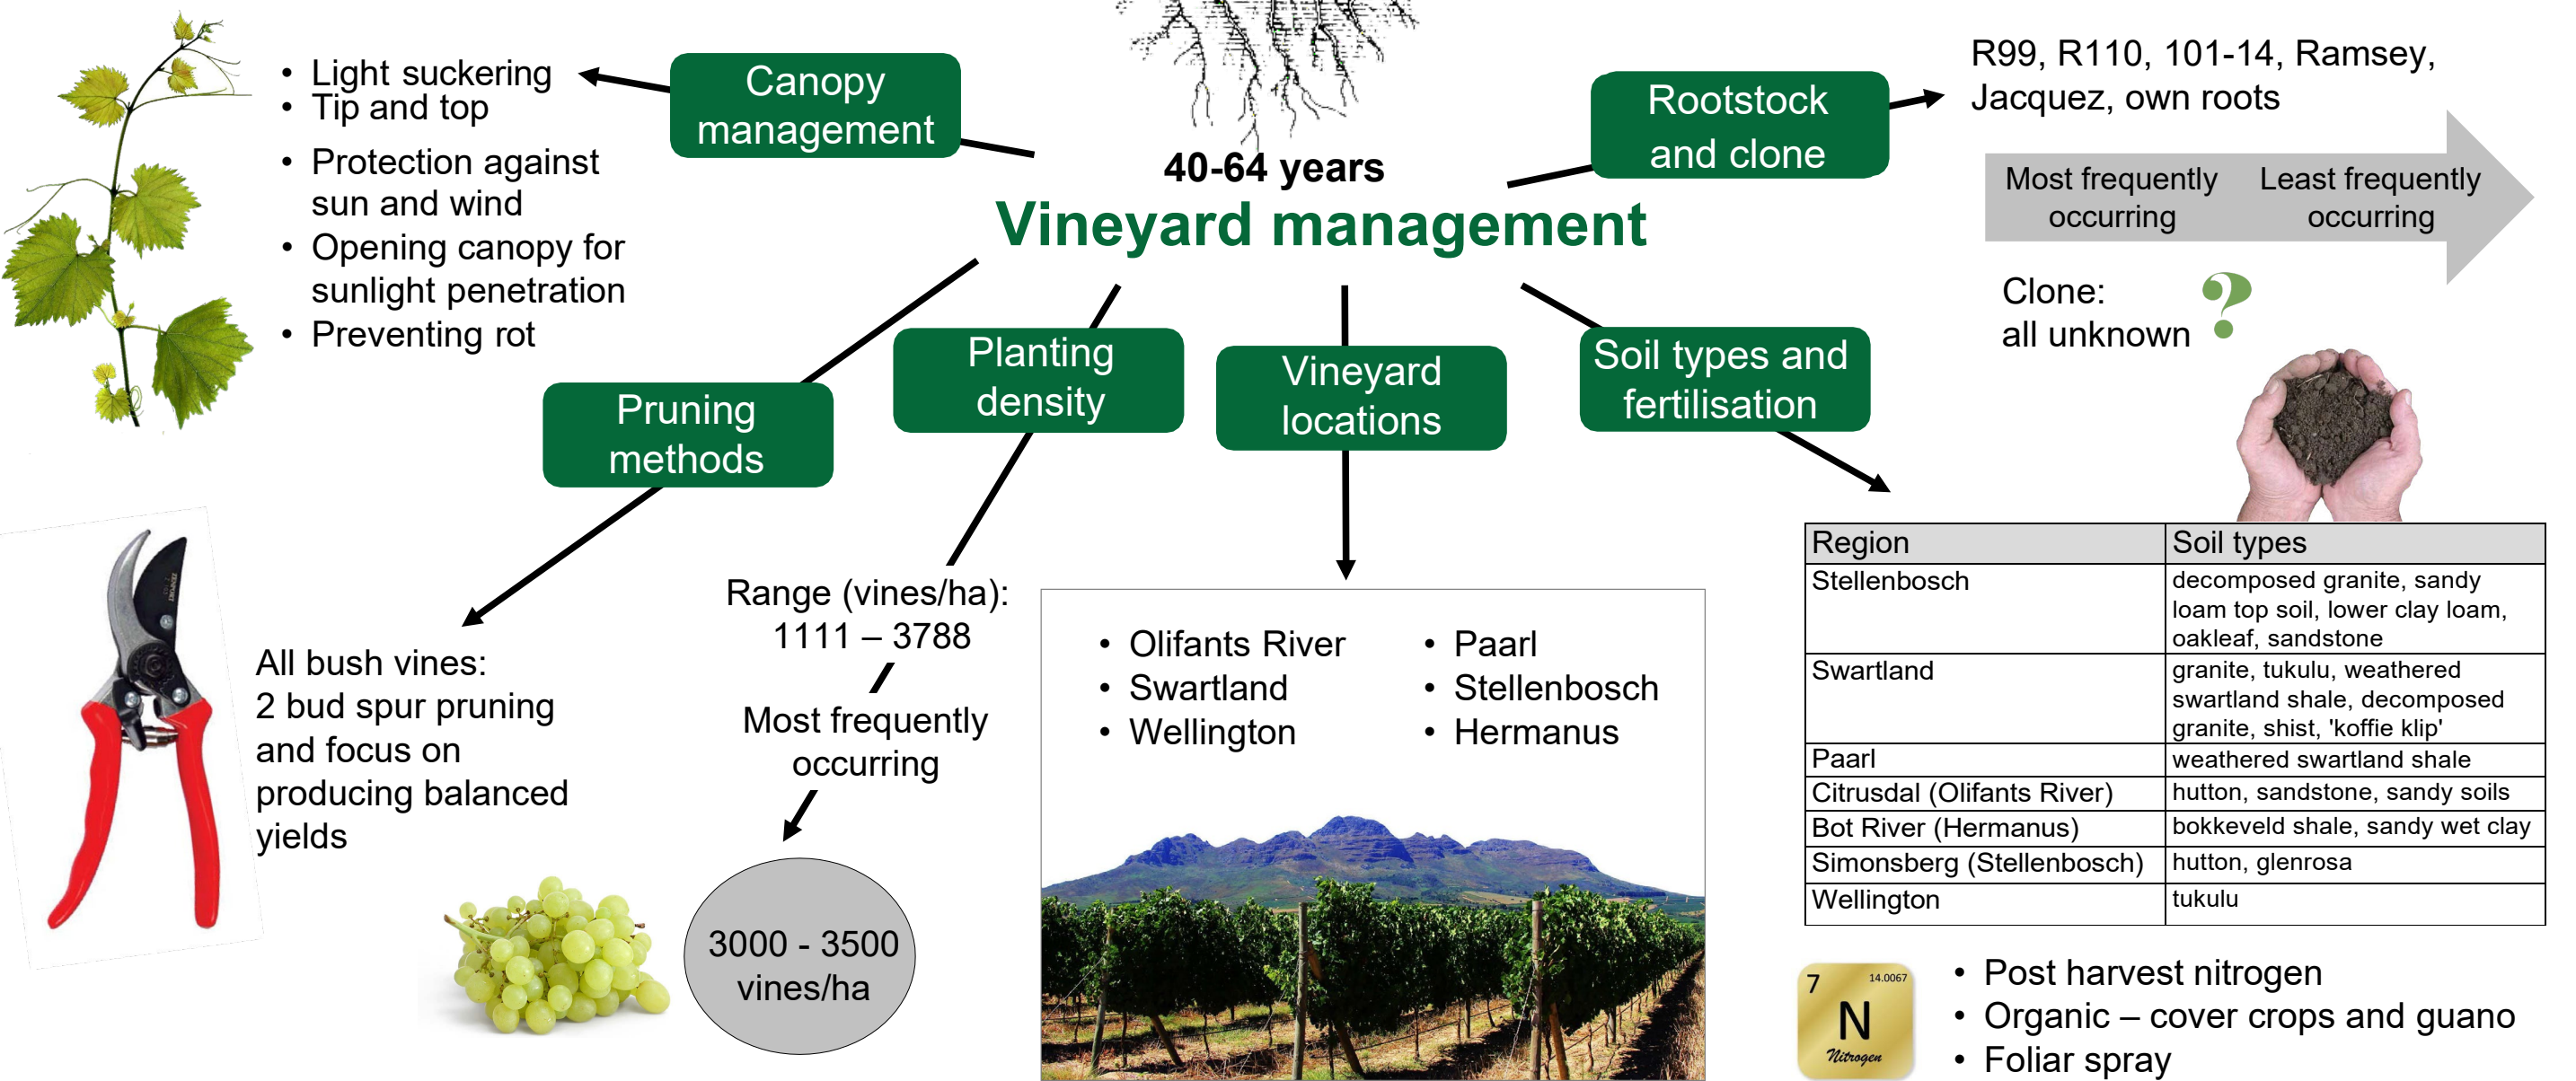 40-64 years
Vineyard management
Canopy
management
• Light suckering
• Tip and top
• Protection against
sun and wind
• Opening canopy for
sunlight penetration
• Preventing rot
Rootstock
and clone
R99, R110, 101-14, Ramsey,
Jacquez, own roots
Most frequently
occurring
Least frequently
occurring
Clone:
all unknown
?
Pruning
methods
All bush vines:
2 bud spur pruning
and focus on
producing balanced
yields
Planting
density
Range (vines/ha):
1111 – 3788
Most frequently
occurring
3000 - 3500
vines/ha
Vineyard
locations
• Olifants River
• Swartland
• Wellington
• Paarl
• Stellenbosch
• Hermanus
Soil types and
fertilisation
Region Soil types
Stellenbosch decomposed granite, sandy
loam top soil, lower clay loam,
oakleaf, sandstone
Swartland granite, tukulu, weathered
swartland shale, decomposed
granite, shist, 'koffie klip'
Paarl weathered swartland shale
Citrusdal (Olifants River) hutton, sandstone, sandy soils
Bot River (Hermanus) bokkeveld shale, sandy wet clay
Simonsberg (Stellenbosch) hutton, glenrosa
Wellington tukulu
7 14.0067
N
Nitrogen
• Post harvest nitrogen
• Organic – cover crops and guano
• Foliar spray